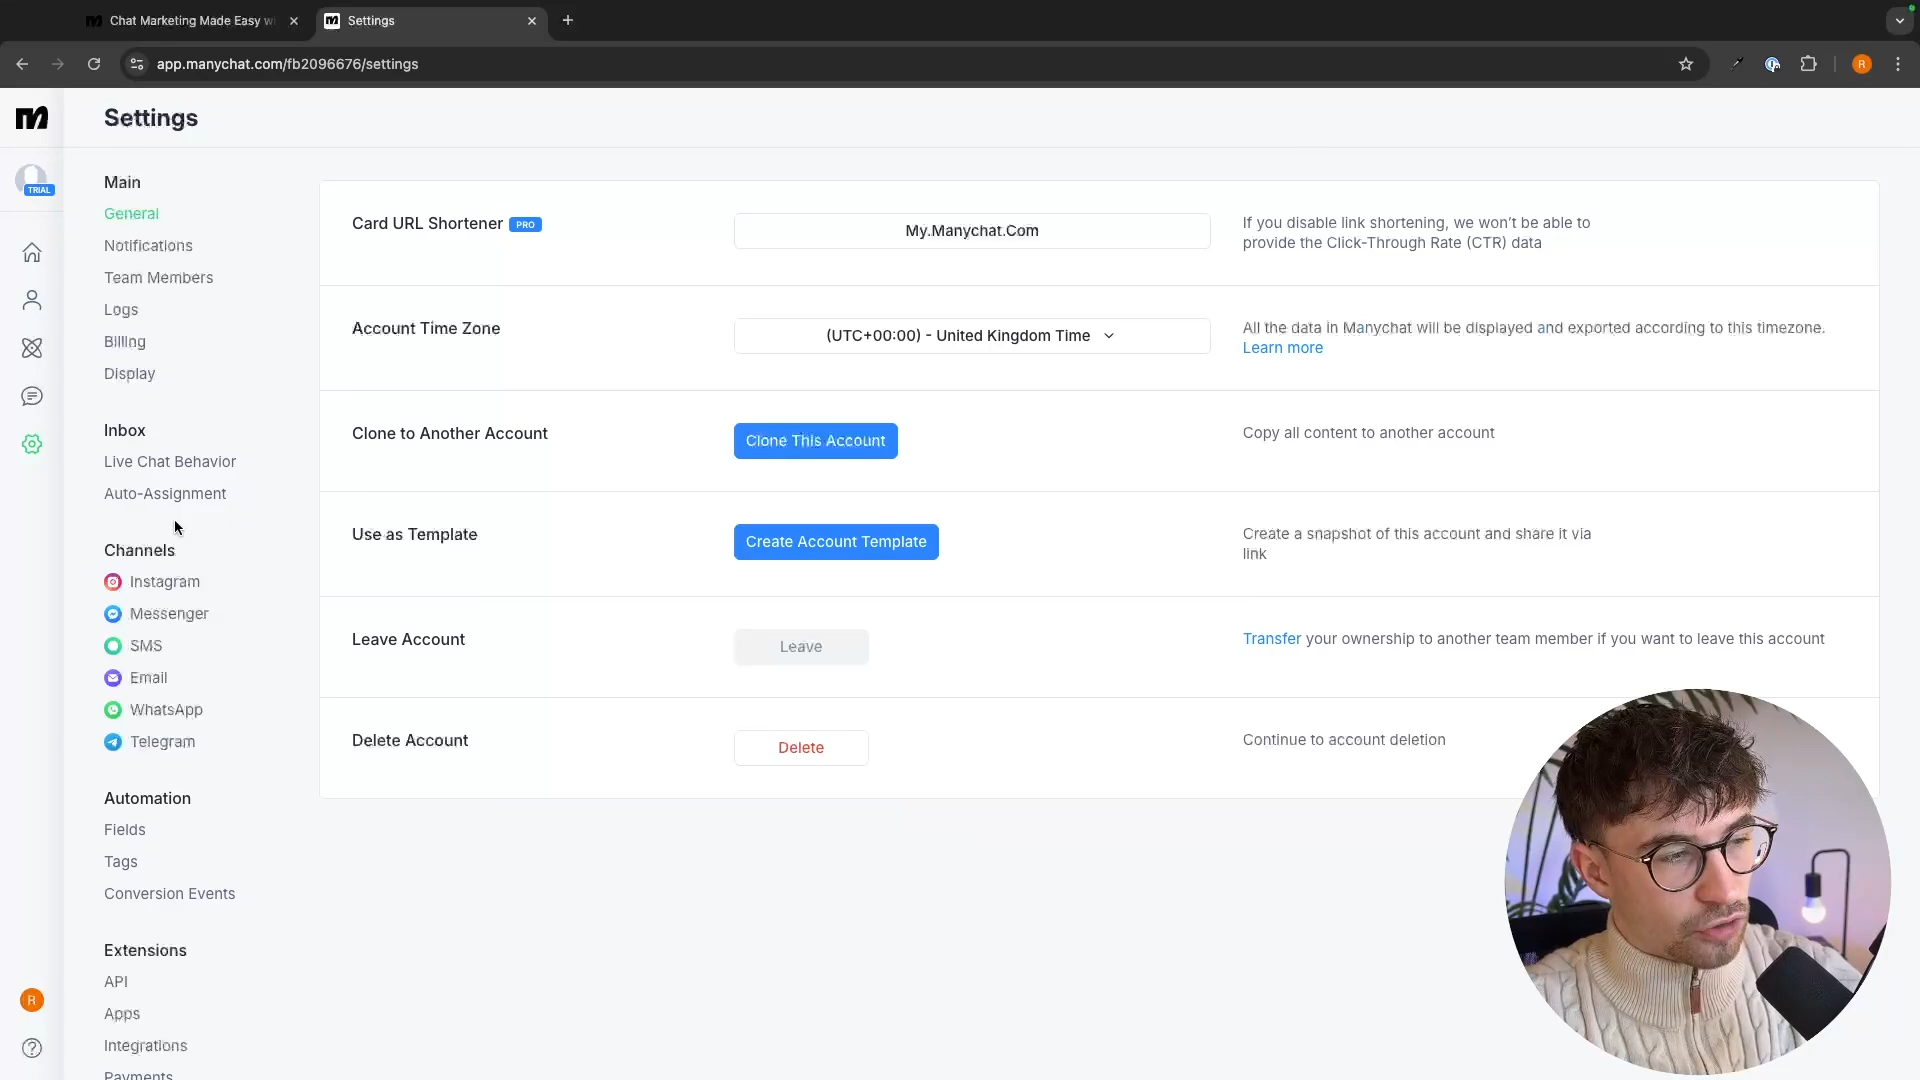 Chat Marketing Made Easy wi
Settings
app.manychat.com/fb2096676/settings
R
Settings
TRIAL
Main
General
Notifications
Team Members
Logs
Billing
Display
Inbox
Live Chat Behavior
Auto-Assignment
Channels
Instagram
Messenger
SMS
Email
WhatsApp
Telegram
Automation
Fields
Tags
Conversion Events
Extensions
API
Apps
Integrations
Payments
R
Card URL Shortener PRO
My.Manychat.Com
If you disable link shortening, we won't be able to
provide the Click-Through Rate (CTR) data
Account Time Zone
(UTC+00:00) - United Kingdom Time
All the data in Manychat will be displayed and exported according to this timezone.
Learn more
Clone to Another Account
Clone This Account
Copy all content to another account
Use as Template
Create Account Template
Create a snapshot of this account and share it via
link
Leave Account
Leave
Transfer your ownership to another team member if you want to leave this account
Delete Account
Delete
Continue to account deletion